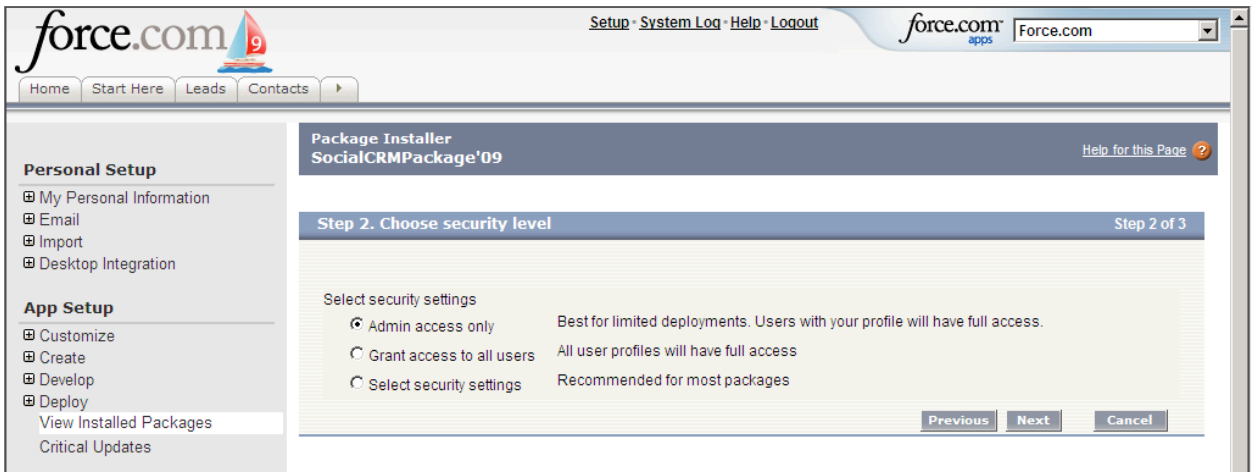 force.com 9
Setup · System Log · Help · Logout
force.com apps
Force.com
Home Start Here Leads Contacts
Package Installer
SocialCRMPackage'09
Help for this Page ?
Personal Setup
My Personal Information
Email
Import
Desktop Integration
App Setup
Customize
Create
Develop
Deploy
View Installed Packages
Critical Updates
Step 2. Choose security level Step 2 of 3
Select security settings
Admin access only Best for limited deployments. Users with your profile will have full access.
Grant access to all users All user profiles will have full access
Select security settings Recommended for most packages
Previous Next Cancel